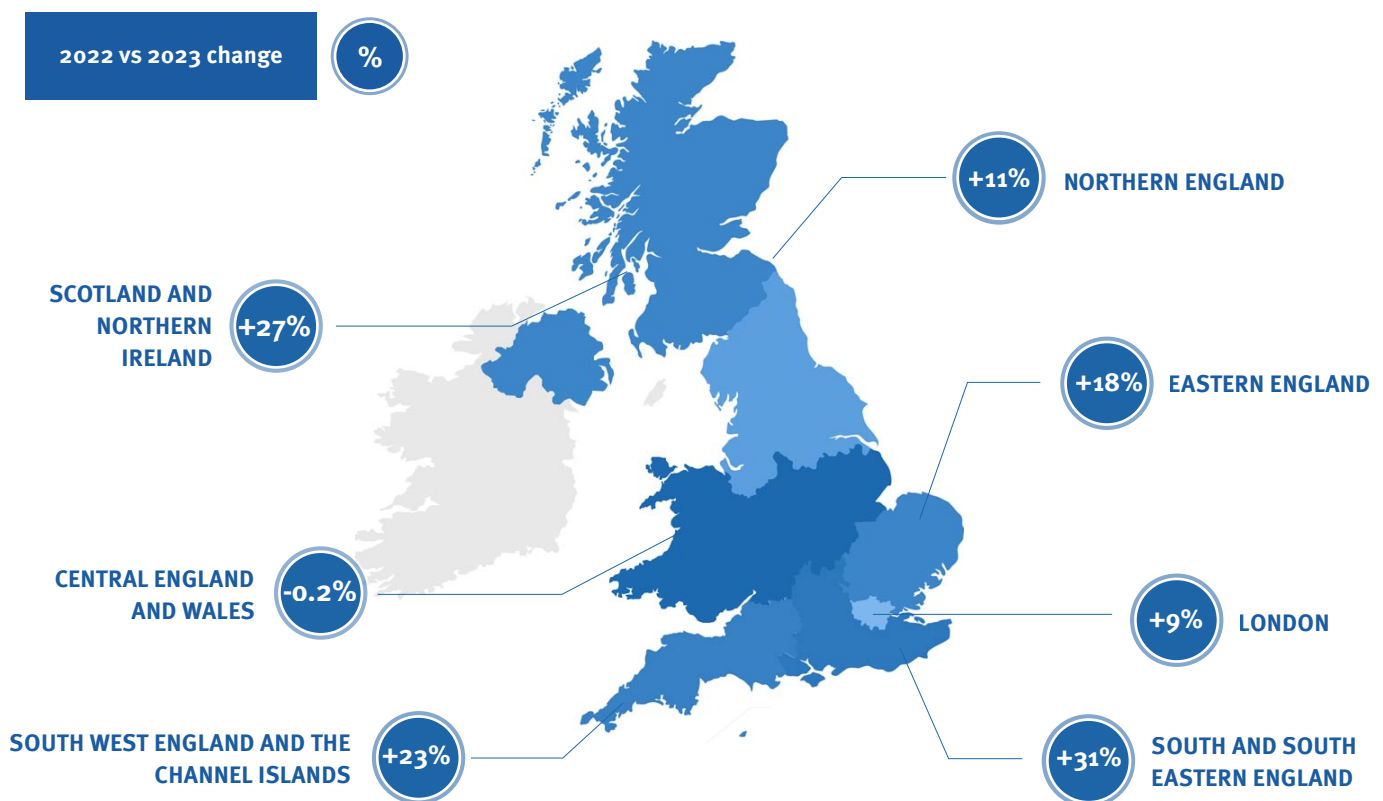 2022 vs 2023 change
%
+11%
NORTHERN ENGLAND
SCOTLAND AND
NORTHERN
IRELAND
+27%
+18%
EASTERN ENGLAND
CENTRAL ENGLAND
AND WALES
-0.2%
+9%
LONDON
SOUTH WEST ENGLAND AND THE
CHANNEL ISLANDS
+23%
+31%
SOUTH AND SOUTH
EASTERN ENGLAND